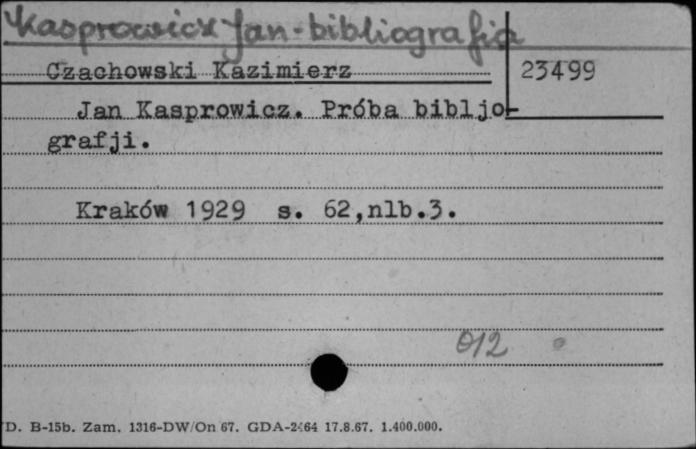 Kasprowicz Jan-bibliografia
Czachowski Kazimierz 23499
Jan Kasprowicz. Próba bibljo-
grafji.
Kraków 1929 s. 62,nlb.3.
012
D. B-15b. Zam. 1316-DW/On 67. GDA-2464 17.8.67. 1.400.000.